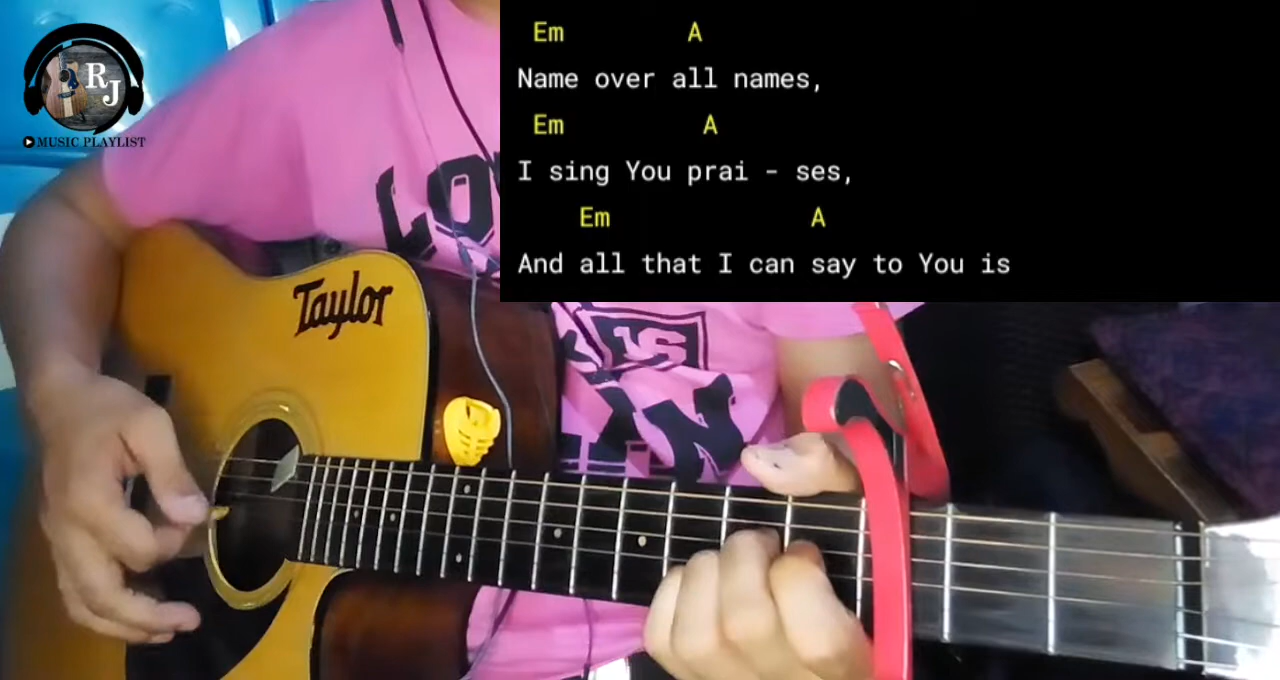 RJ
MUSIC PLAYLIST
Em A
Name over all names,
Em A
I sing You prai - ses,
Em A
And all that I can say to You is
Taylor